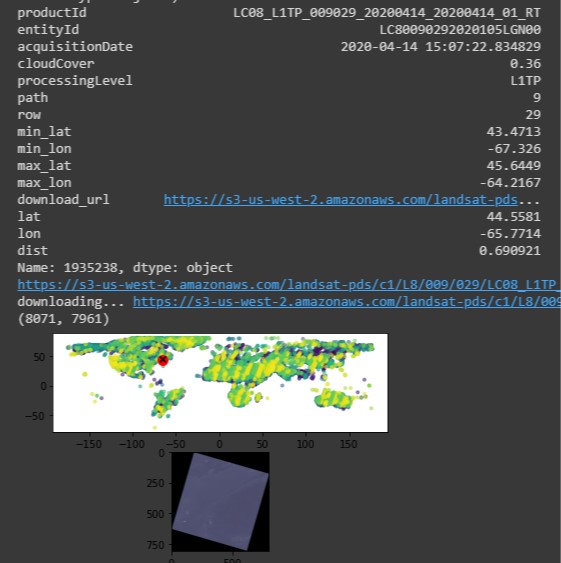 productId LC08_L1TP_009029_20200414_20200414_01_RT
entityId LC80090292020105LGN00
acquisitionDate 2020-04-14 15:07:22.834829
cloudCover 0.36
processingLevel L1TP
path 9
row 29
min_lat 43.4713
min_lon -67.326
max_lat 45.6449
max_lon -64.2167
download_url https://s3-us-west-2.amazonaws.com/landsat-pds...
lat 44.5581
lon -65.7714
dist 0.690921
Name: 1935238, dtype: object
https://s3-us-west-2.amazonaws.com/landsat-pds/c1/L8/009/029/LC08_L1TP_
downloading... https://s3-us-west-2.amazonaws.com/landsat-pds/c1/L8/009
(8071, 7961)
50
0
−50
−150 −100 −50 0 50 100 150
0
250
500
750
0 500